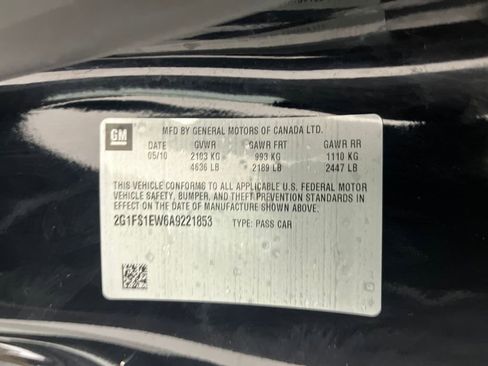 GM
MFD BY GENERAL MOTORS OF CANADA LTD.
DATE GVWR GAWR FRT GAWR RR
05/10 2103 KG 993 KG 1110 KG
4636 LB 2189 LB 2447 LB
THIS VEHICLE CONFORMS TO ALL APPLICABLE U.S. FEDERAL MOTOR
VEHICLE SAFETY, BUMPER, AND THEFT PREVENTION STANDARDS IN
EFFECT ON THE DATE OF MANUFACTURE SHOWN ABOVE.
2G1FS1EW6A9221853 TYPE: PASS CAR